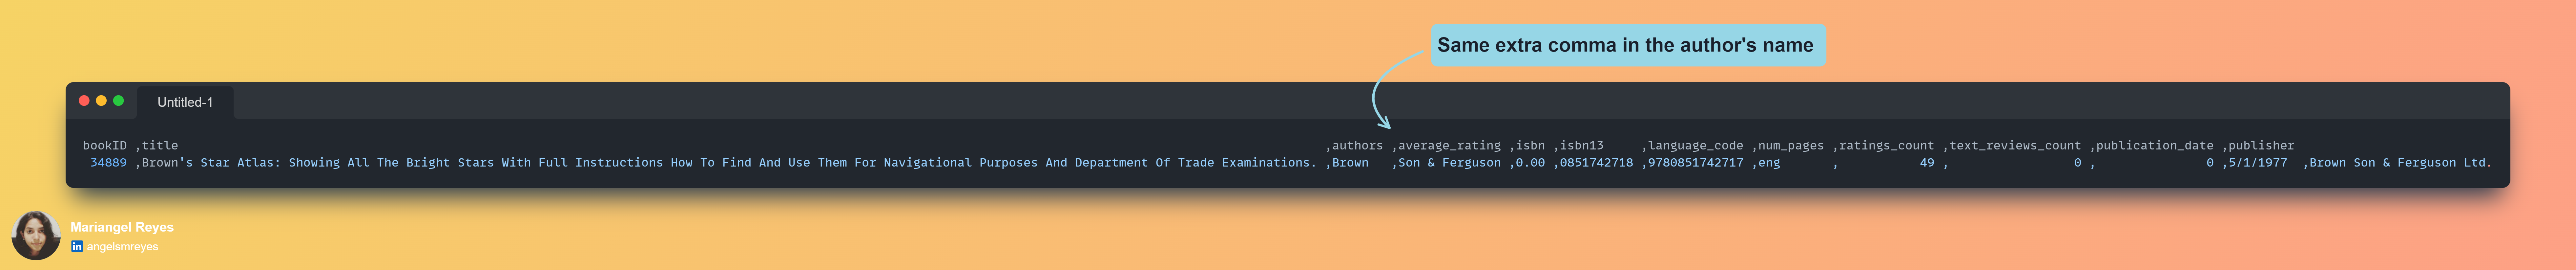 Same extra comma in the author's name
Untitled-1
bookID ,title ,authors ,average_rating ,isbn ,isbn13 ,language_code ,num_pages ,ratings_count ,text_reviews_count ,publication_date ,publisher
34889 ,Brown's Star Atlas: Showing All The Bright Stars With Full Instructions How To Find And Use Them For Navigational Purposes And Department Of Trade Examinations. ,Brown ,Son & Ferguson ,0.00 ,0851742718 ,9780851742717 ,eng , 49 , 0 , 0 ,5/1/1977 ,Brown Son & Ferguson Ltd.
Mariangel Reyes
in angelsmreyes